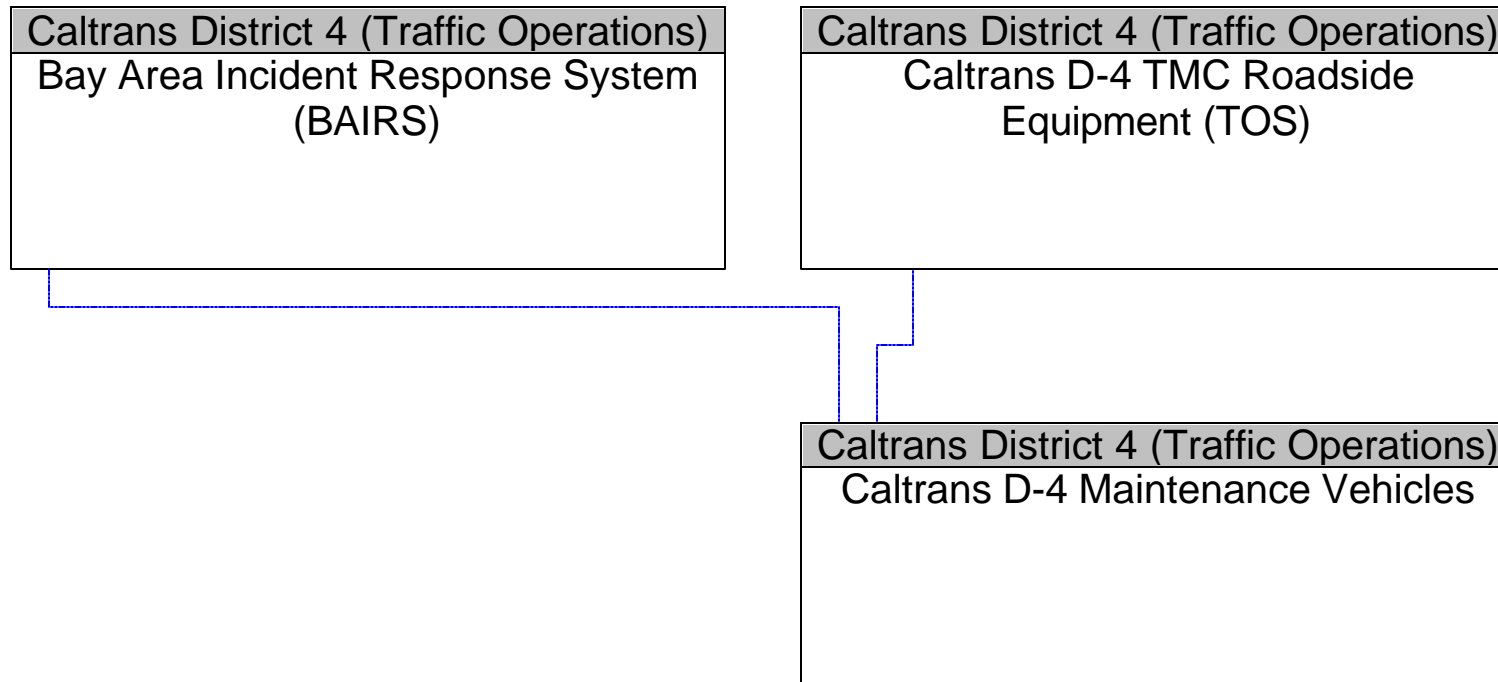 Caltrans District 4 (Traffic Operations)
Bay Area Incident Response System
(BAIRS)
Caltrans District 4 (Traffic Operations)
Caltrans D-4 TMC Roadside
Equipment (TOS)
Caltrans District 4 (Traffic Operations)
Caltrans D-4 Maintenance Vehicles